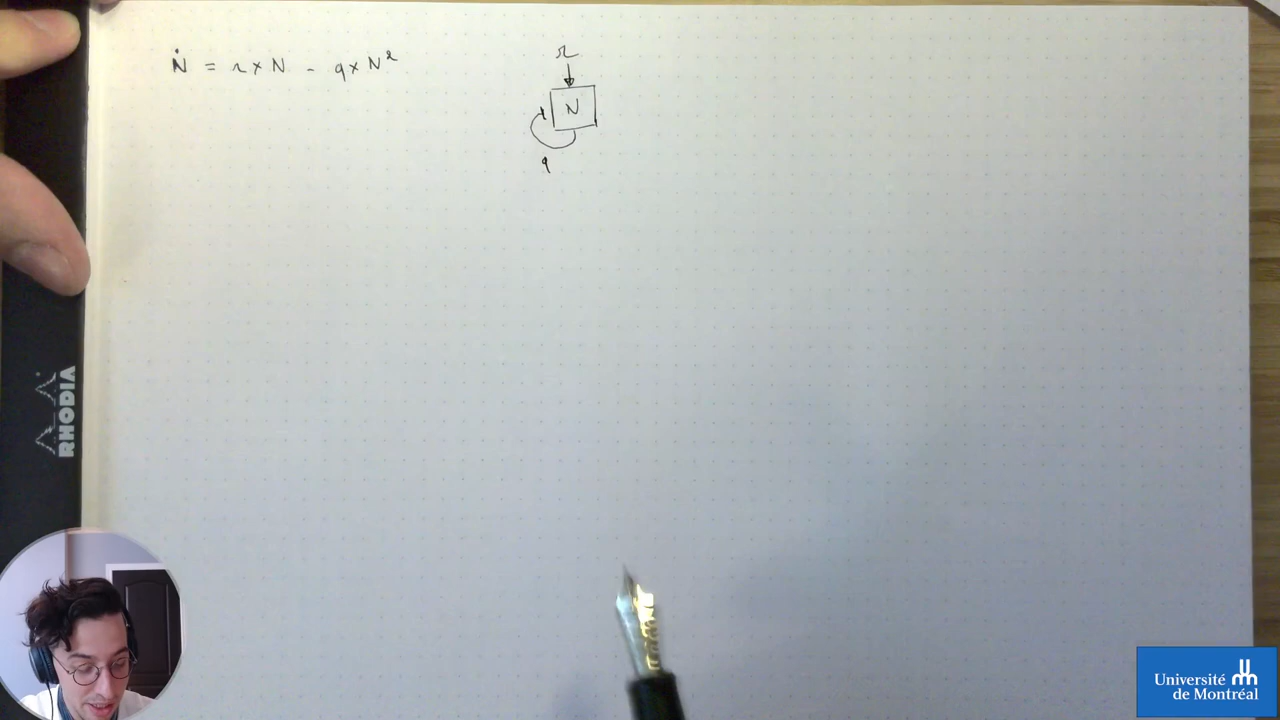 Ṅ = r × N - q × N²
r
N
q
RHODIA
Université
de Montréal